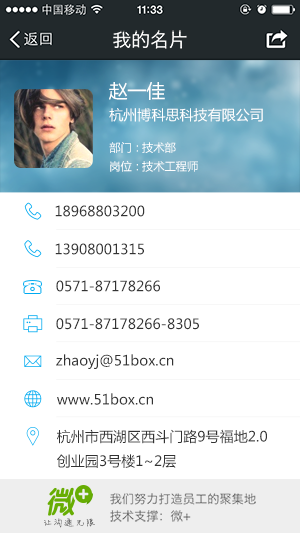 中国移动 11:33
返回 我的名片
赵一佳
杭州博科思科技有限公司
部门：技术部
岗位：技术工程师
18968803200
13908001315
0571-87178266
0571-87178266-8305
zhaoyj@51box.cn
www.51box.cn
杭州市西湖区西斗门路9号福地2.0
创业园3号楼1~2层
微+
让沟通无限
我们努力打造员工的聚集地
技术支撑：微+